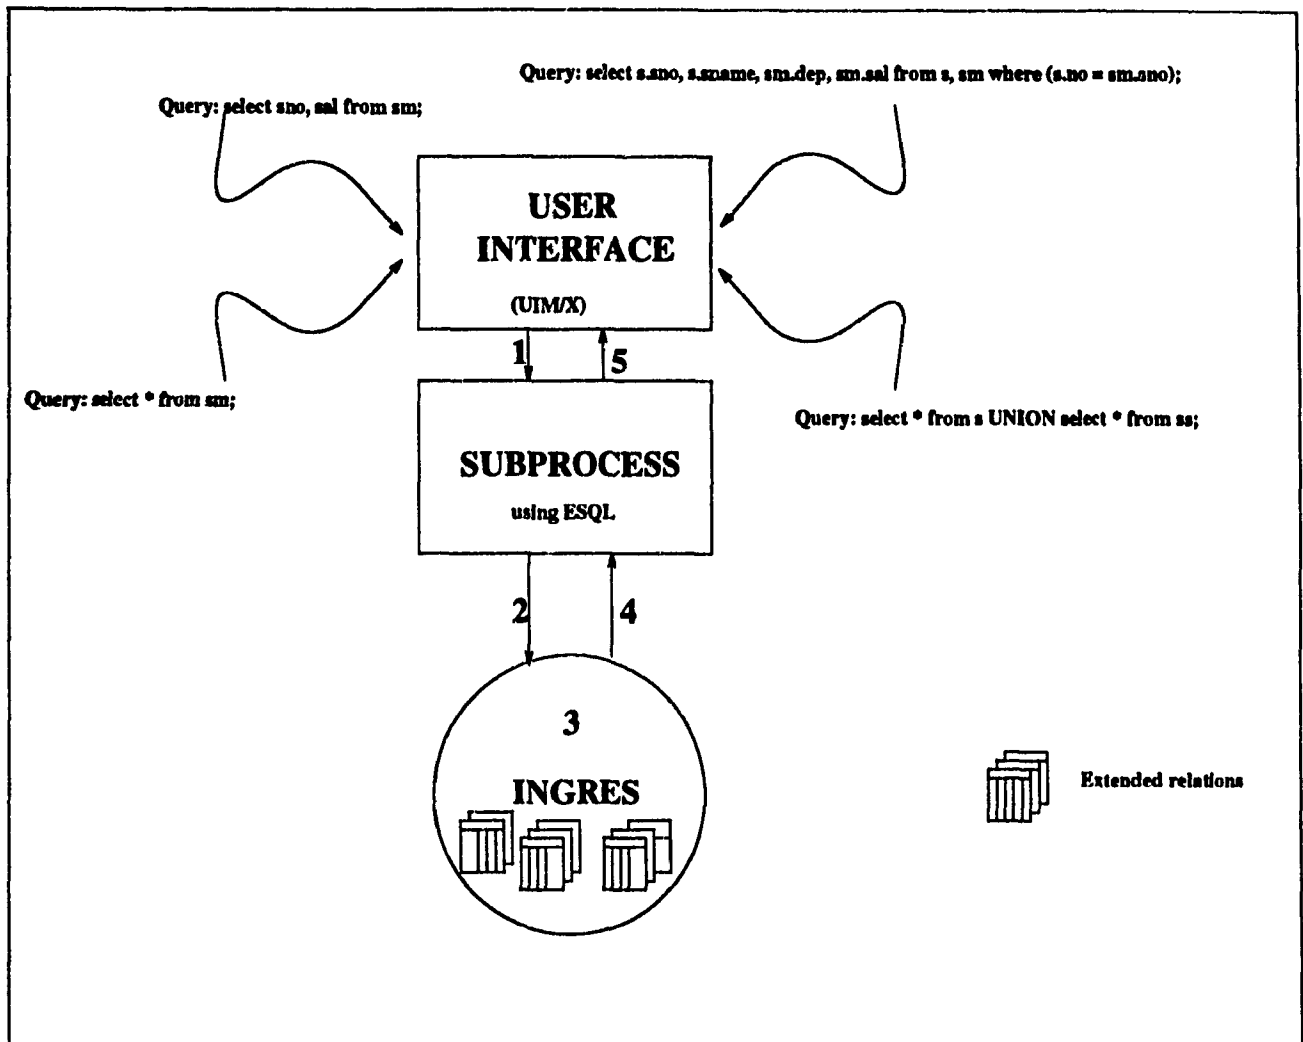 Query: select s.sno, s.sname, sm.dep, sm.sal from s, sm where (s.no = sm.sno);
Query: select sno, sal from sm;
USER
INTERFACE
(UIM/X)
1
5
Query: select * from sm;
Query: select * from s UNION select * from ss;
SUBPROCESS
using ESQL
2
4
3
INGRES
Extended relations